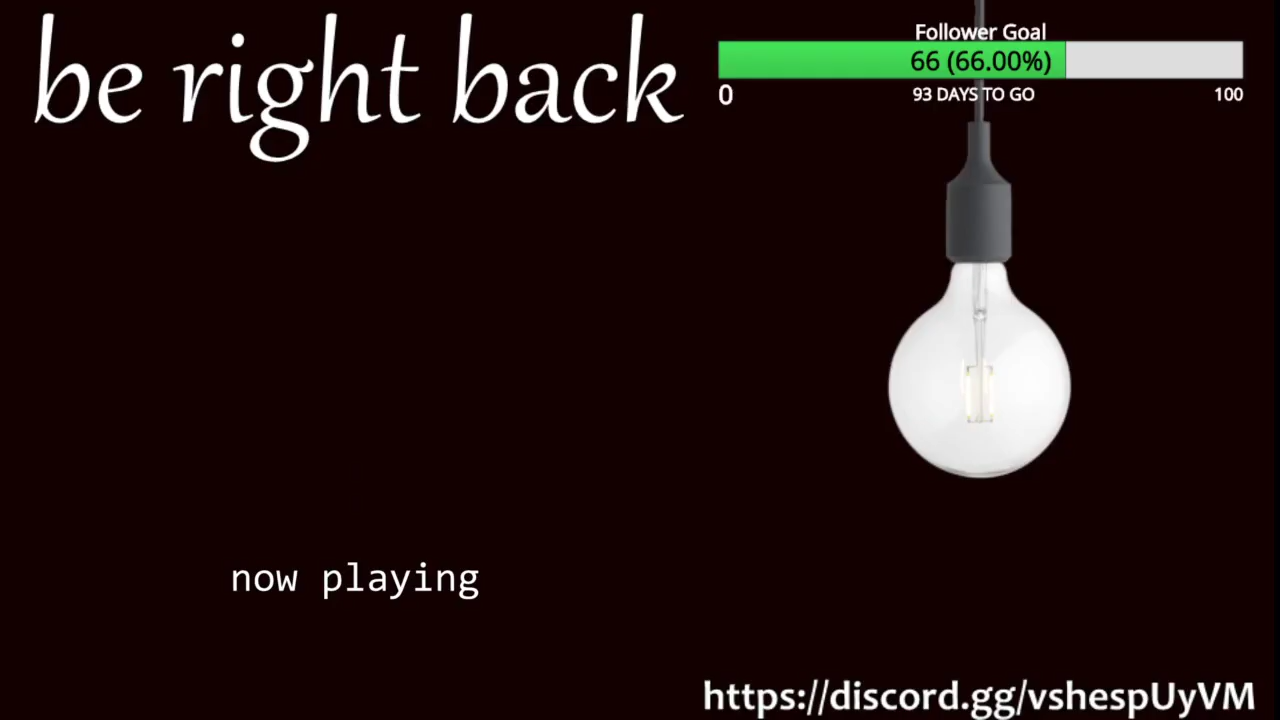 be right back
Follower Goal
66 (66.00%)
0
93 DAYS TO GO
100
now playing
https://discord.gg/vshespUyVM